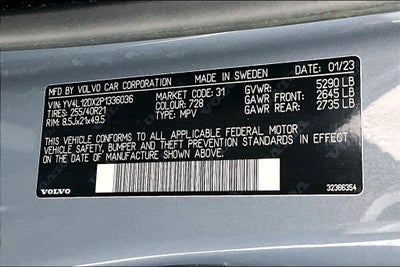 MFD BY VOLVO CAR CORPORATION MADE IN SWEDEN 01/23
VIN: YV4L12DX2P1336036 MARKET CODE: 31 GVWR: 5290 LB
TIRES: 255/40R21 COLOUR: 728 GAWR FRONT: 2645 LB
RIM: 8.5Jx21x49.5 TYPE: MPV GAWR REAR: 2735 LB
THIS VEHICLE CONFORMS TO ALL APPLICABLE FEDERAL MOTOR
VEHICLE SAFETY, BUMPER AND THEFT PREVENTION STANDARDS IN EFFECT
ON THE DATE OF MANUFACTURE SHOWN ABOVE.
VOLVO 32366354